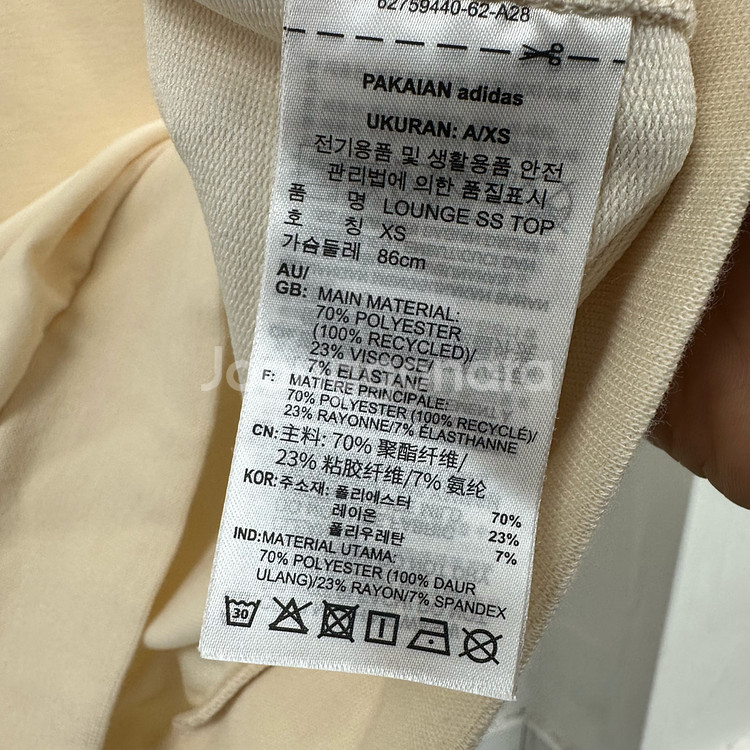 62759440-62-A28
PAKAIAN adidas
UKURAN: A/XS
전기용품 및 생활용품 안전
관리법에 의한 품질표시
품 명 LOUNGE SS TOP
호 칭 XS
가슴둘레 86cm
AU/
GB: MAIN MATERIAL:
70% POLYESTER
(100% RECYCLED)/
23% VISCOSE/
7% ELASTANE
F: MATIERE PRINCIPALE:
70% POLYESTER (100% RECYCLÉ)/
23% RAYONNE/7% ÉLASTHANNE
CN: 主料: 70% 聚酯纤维/
23% 粘胶纤维/7% 氨纶
KOR: 주소재: 폴리에스터 70%
레이온 23%
폴리우레탄 7%
IND: MATERIAL UTAMA:
70% POLYESTER (100% DAUR
ULANG)/23% RAYON/7% SPANDEX
30